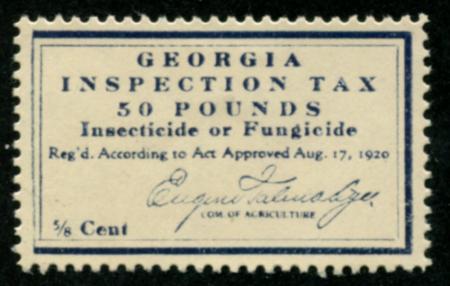 GEORGIA
INSPECTION TAX
50 POUNDS
Insecticide or Fungicide
Reg'd. According to Act Approved Aug. 17, 1920
Eugene Talmadge
COM. OF AGRICULTURE
5/8 Cent